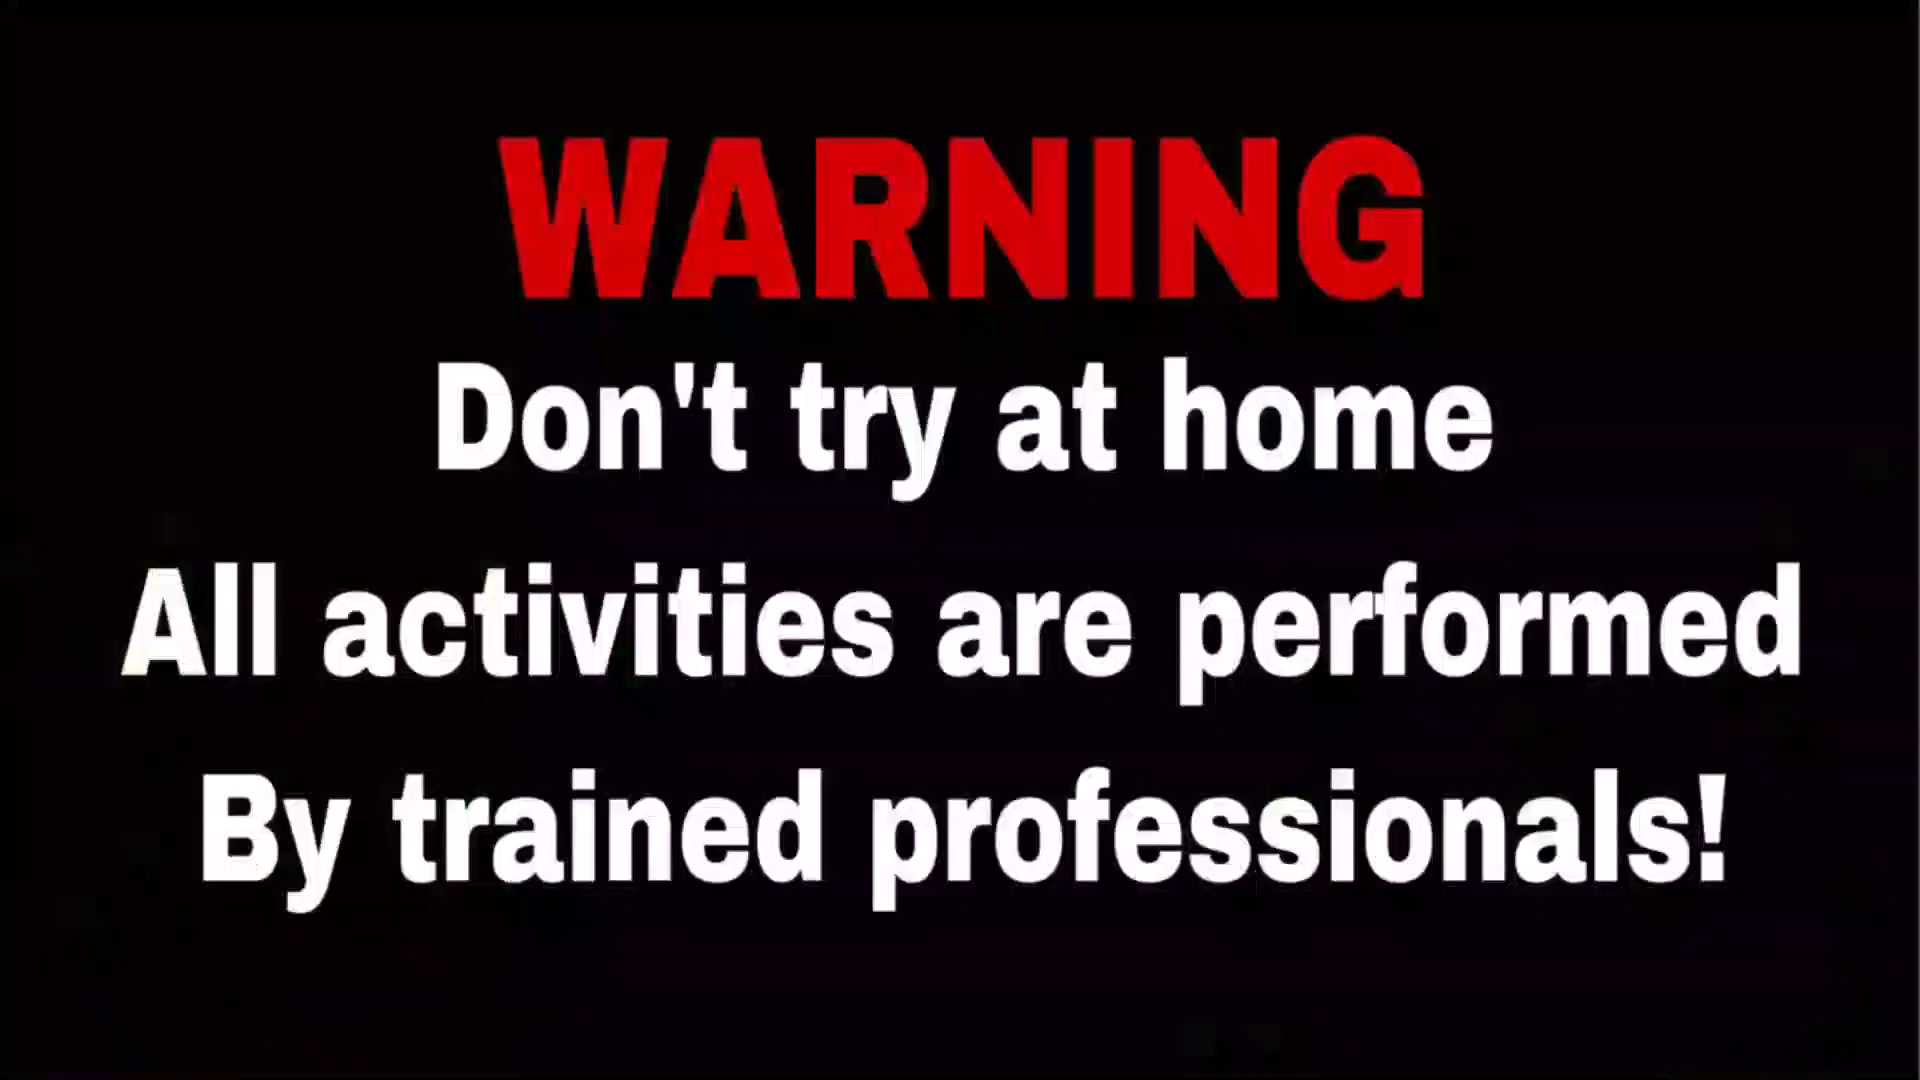 WARNING
Don't try at home
All activities are performed
By trained professionals!